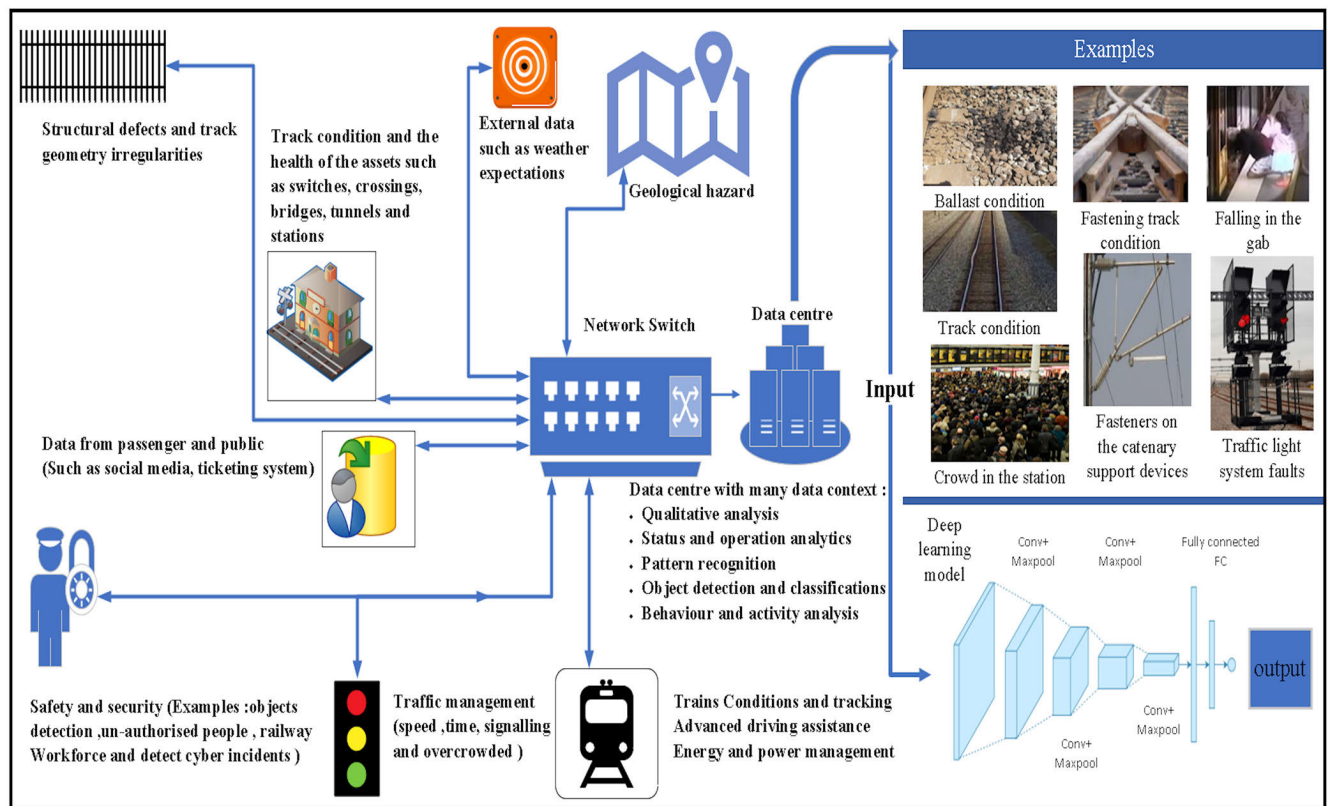 Structural defects and track
geometry irregularities
Track condition and the
health of the assets such
as switches, crossings,
bridges, tunnels and
stations
External data
such as weather
expectations
Geological hazard
Network Switch
Data centre
Data from passenger and public
(Such as social media, ticketing system)
Data centre with many data context :
• Qualitative analysis
• Status and operation analytics
• Pattern recognition
• Object detection and classifications
• Behaviour and activity analysis
Safety and security (Examples :objects
detection ,un-authorised people , railway
Workforce and detect cyber incidents )
Traffic management
(speed ,time, signalling
and overcrowded )
Trains Conditions and tracking
Advanced driving assistance
Energy and power management
Input
Examples
Ballast condition
Fastening track
condition
Falling in the
gab
Track condition
Crowd in the station
Fasteners on
the catenary
support devices
Traffic light
system faults
Deep
learning
model
Conv+
Maxpool
Conv+
Maxpool
Fully connected
FC
Conv+
Maxpool
Conv+
Maxpool
output